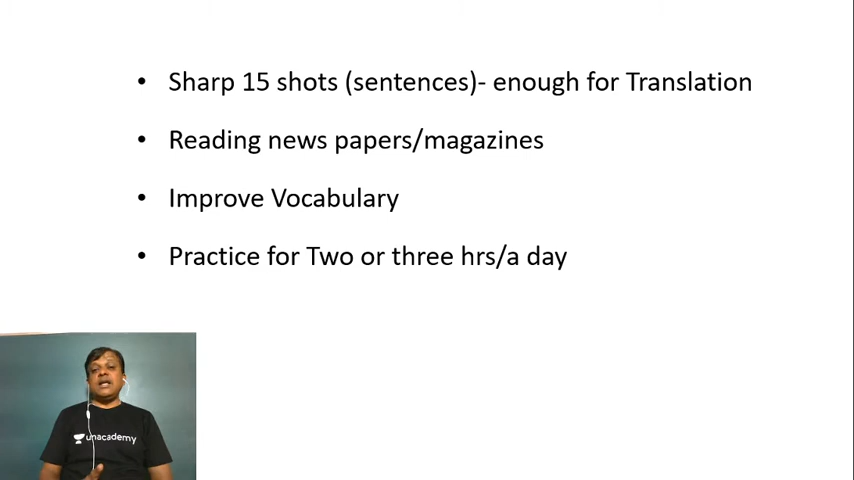 • Sharp 15 shots (sentences)- enough for Translation
• Reading news papers/magazines
• Improve Vocabulary
• Practice for Two or three hrs/a day
unacademy